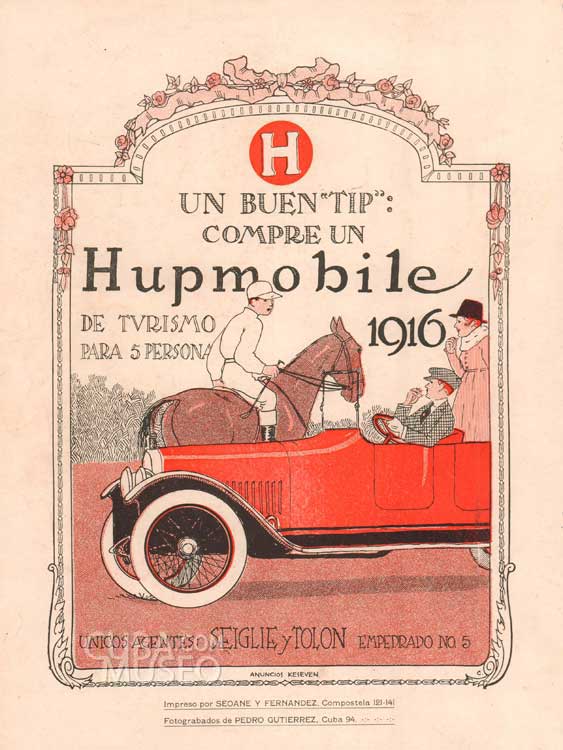 H
UN BUEN "TIP":
COMPRE UN
Hupmobile
DE TVRISMO
PARA 5 PERSONA
1916
UNICOS AGENTES: SEIGLIE y TOLON EMPEDRADO NO. 5
MUSEO
ANUNCIOS KESEVEN
C.
Impreso por SEOANE Y FERNANDEZ, Compostela 121-141
Fotograbados de PEDRO GUTIERREZ, Cuba 94. -:- -:- -:-